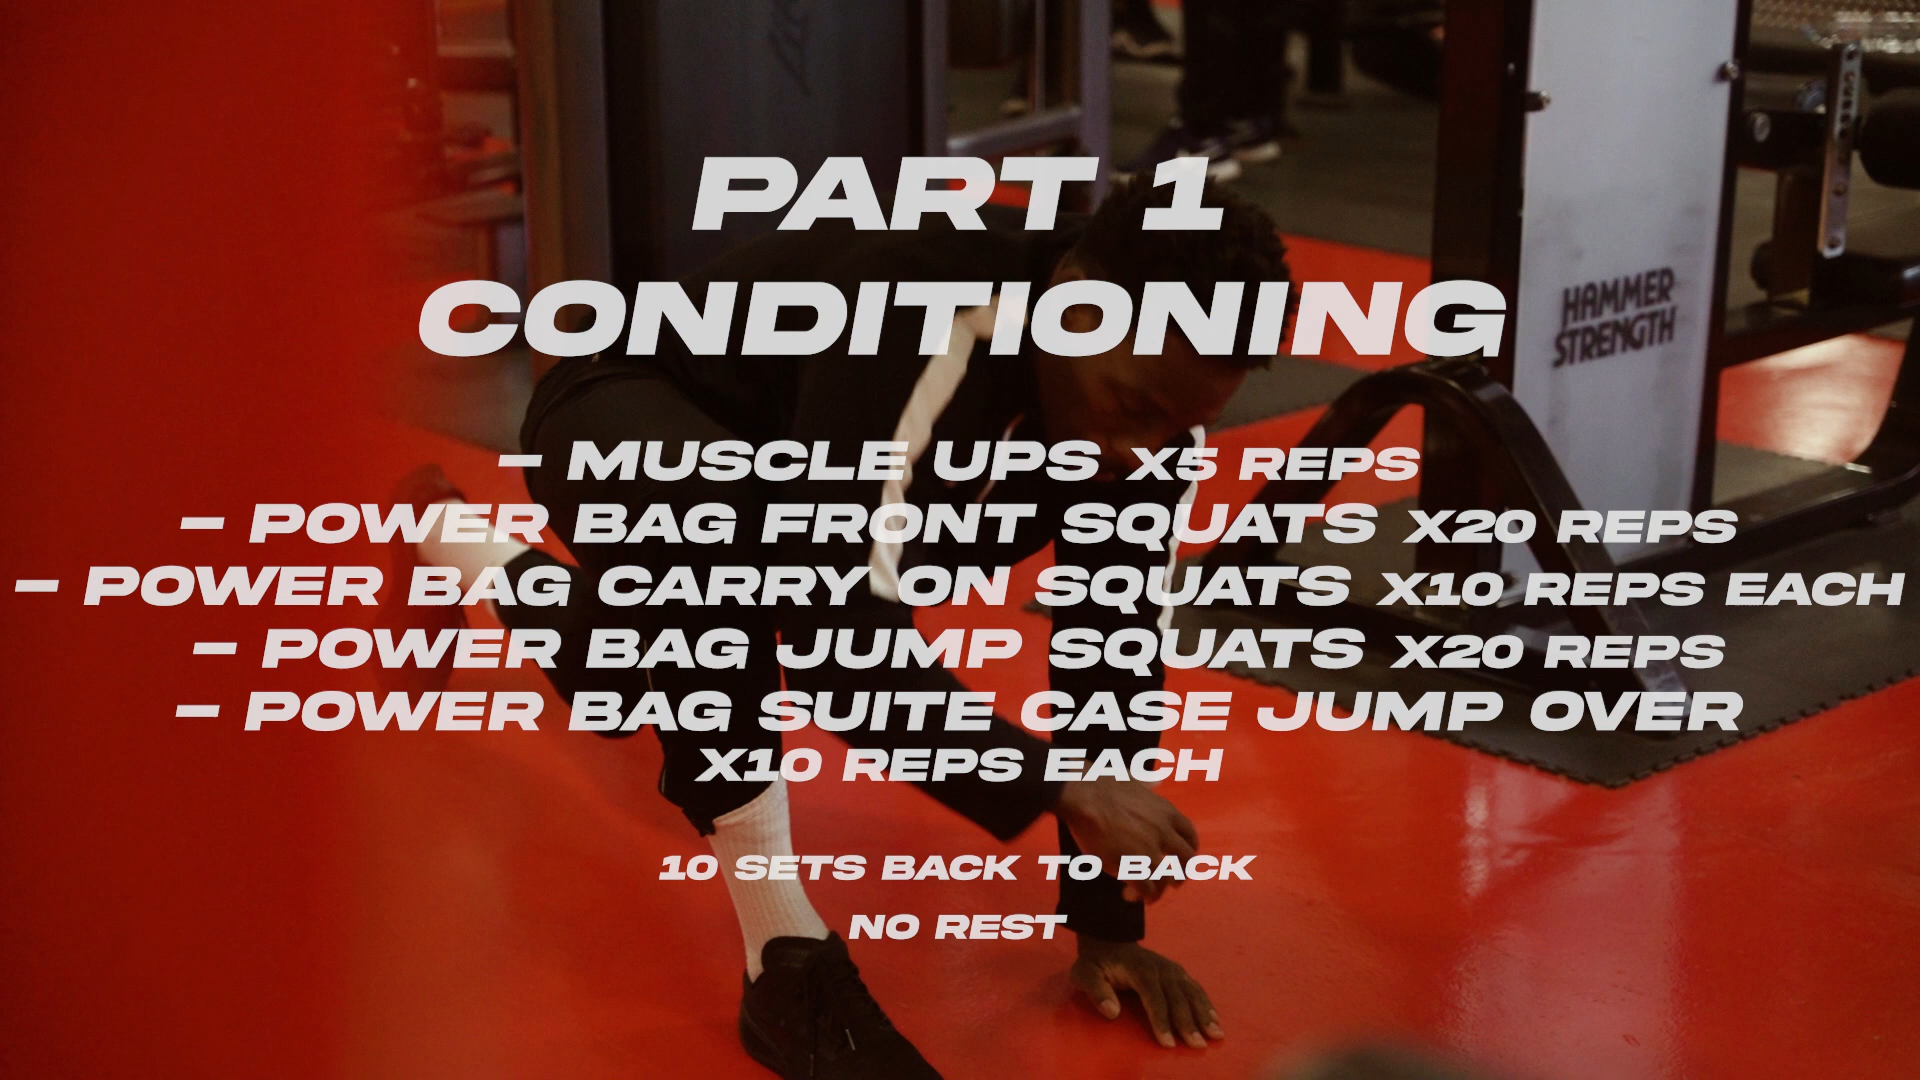 PART 1
CONDITIONING
- MUSCLE UPS X5 REPS
- POWER BAG FRONT SQUATS X20 REPS
- POWER BAG CARRY ON SQUATS X10 REPS EACH
- POWER BAG JUMP SQUATS X20 REPS
- POWER BAG SUITE CASE JUMP OVER
X10 REPS EACH
10 SETS BACK TO BACK
NO REST
HAMMER
STRENGTH